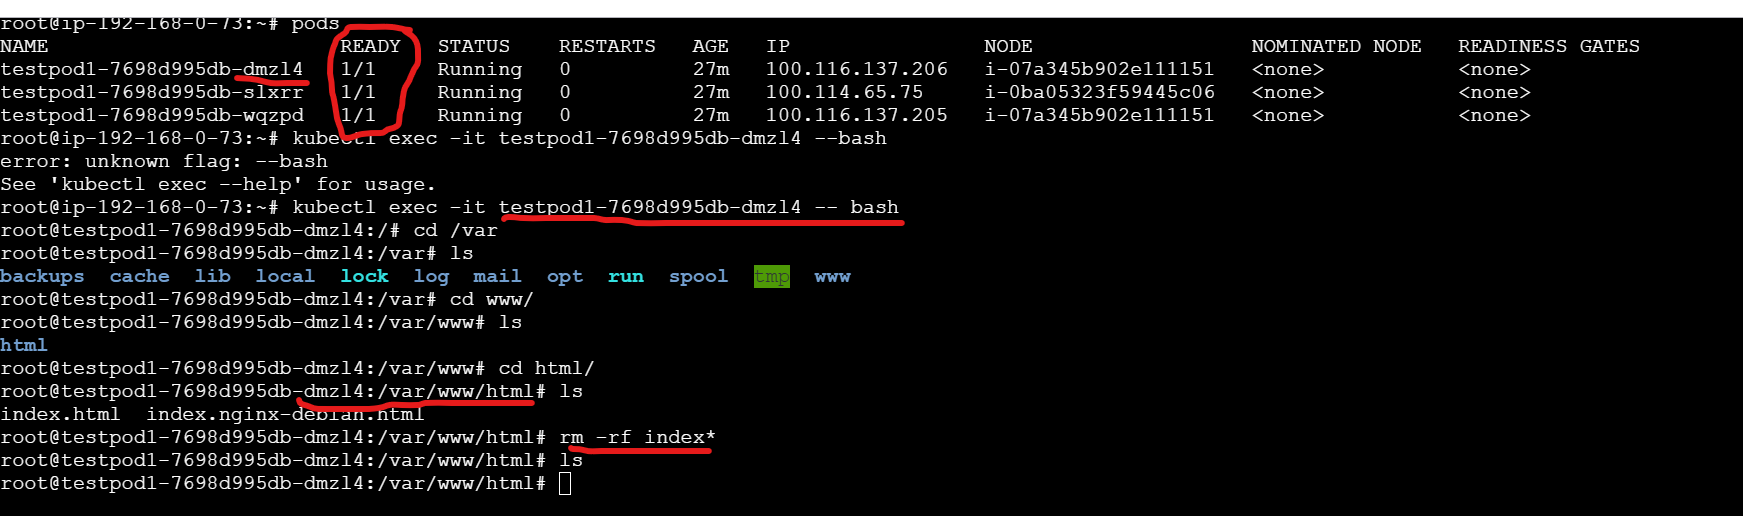 root@ip-192-168-0-73:~# pods
NAME READY STATUS RESTARTS AGE IP NODE NOMINATED NODE READINESS GATES
testpod1-7698d995db-dmzl4 1/1 Running 0 27m 100.116.137.206 i-07a345b902e111151 <none> <none>
testpod1-7698d995db-slxrr 1/1 Running 0 27m 100.114.65.75 i-0ba05323f59445c06 <none> <none>
testpod1-7698d995db-wqzpd 1/1 Running 0 27m 100.116.137.205 i-07a345b902e111151 <none> <none>
root@ip-192-168-0-73:~# kubectl exec -it testpod1-7698d995db-dmzl4 --bash
error: unknown flag: --bash
See 'kubectl exec --help' for usage.
root@ip-192-168-0-73:~# kubectl exec -it testpod1-7698d995db-dmzl4 -- bash
root@testpod1-7698d995db-dmzl4:/# cd /var
root@testpod1-7698d995db-dmzl4:/var# ls
backups cache lib local lock log mail opt run spool tmp www
root@testpod1-7698d995db-dmzl4:/var# cd www/
root@testpod1-7698d995db-dmzl4:/var/www# ls
html
root@testpod1-7698d995db-dmzl4:/var/www# cd html/
root@testpod1-7698d995db-dmzl4:/var/www/html# ls
index.html index.nginx-debian.html
root@testpod1-7698d995db-dmzl4:/var/www/html# rm -rf index*
root@testpod1-7698d995db-dmzl4:/var/www/html# ls
root@testpod1-7698d995db-dmzl4:/var/www/html#